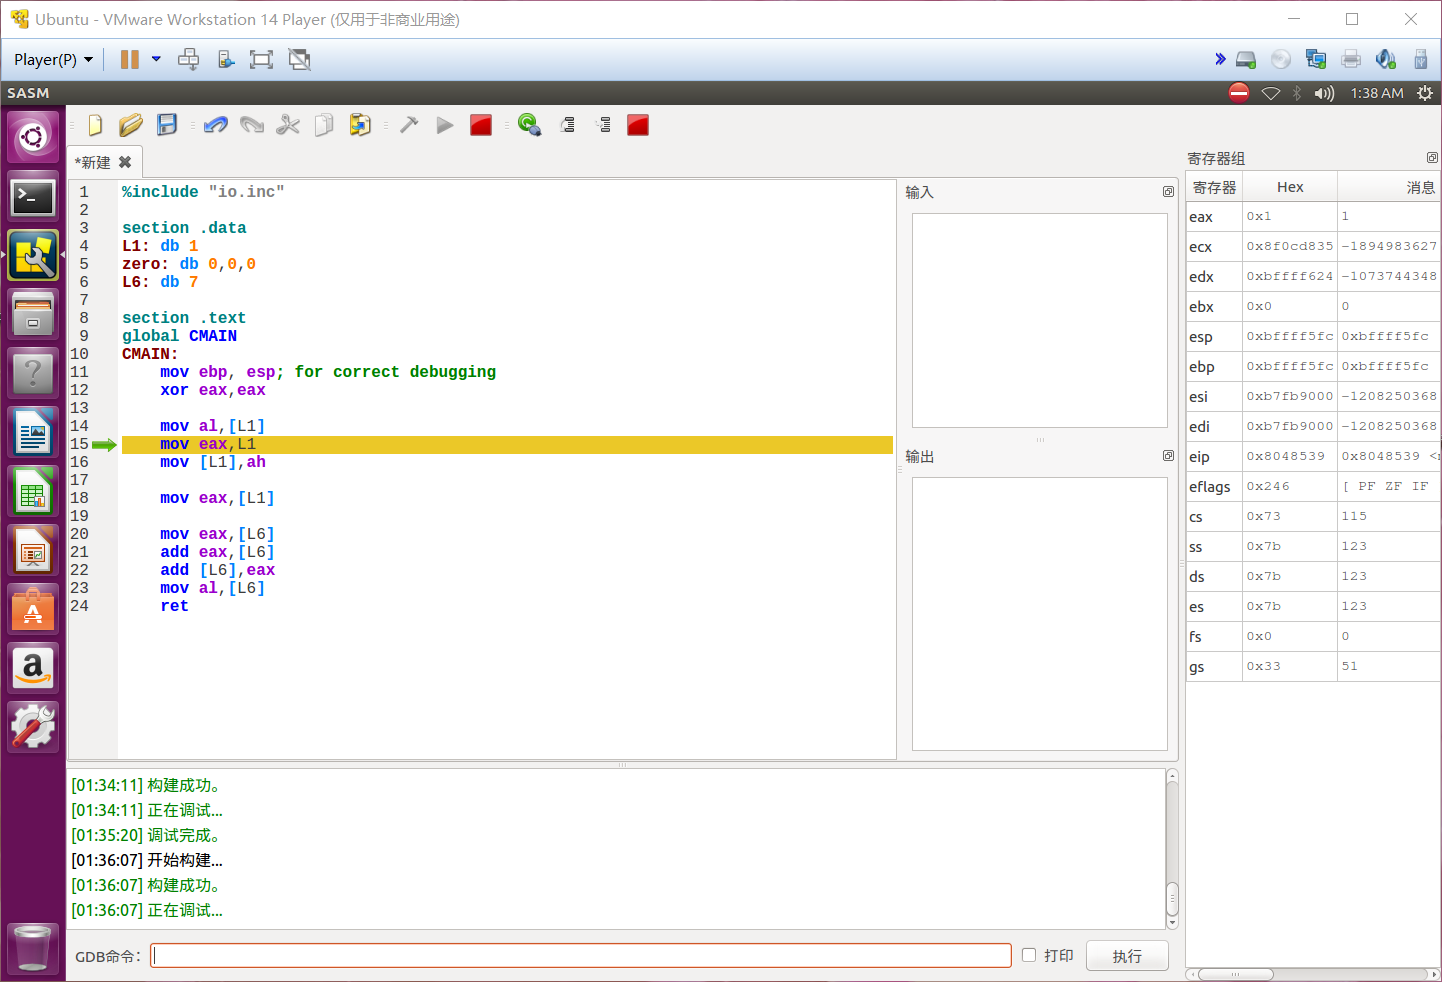 Ubuntu - VMware Workstation 14 Player (仅用于非商业用途)
Player(P)
SASM
1:38 AM
*新建
1 %include "io.inc"
2
3 section .data
4 L1: db 1
5 zero: db 0,0,0
6 L6: db 7
7
8 section .text
9 global CMAIN
10 CMAIN:
11 mov ebp, esp; for correct debugging
12 xor eax,eax
13
14 mov al,[L1]
15 mov eax,L1
16 mov [L1],ah
17
18 mov eax,[L1]
19
20 mov eax,[L6]
21 add eax,[L6]
22 add [L6],eax
23 mov al,[L6]
24 ret
输入
输出
寄存器组
寄存器 Hex 消息
eax 0x1 1
ecx 0x8f0cd835 -1894983627
edx 0xbffff624 -1073744348
ebx 0x0 0
esp 0xbffff5fc 0xbffff5fc
ebp 0xbffff5fc 0xbffff5fc
esi 0xb7fb9000 -1208250368
edi 0xb7fb9000 -1208250368
eip 0x8048539 0x8048539
eflags 0x246 [ PF ZF IF
cs 0x73 115
ss 0x7b 123
ds 0x7b 123
es 0x7b 123
fs 0x0 0
gs 0x33 51
[01:34:11] 构建成功。
[01:34:11] 正在调试...
[01:35:20] 调试完成。
[01:36:07] 开始构建...
[01:36:07] 构建成功。
[01:36:07] 正在调试...
GDB命令:
打印
执行